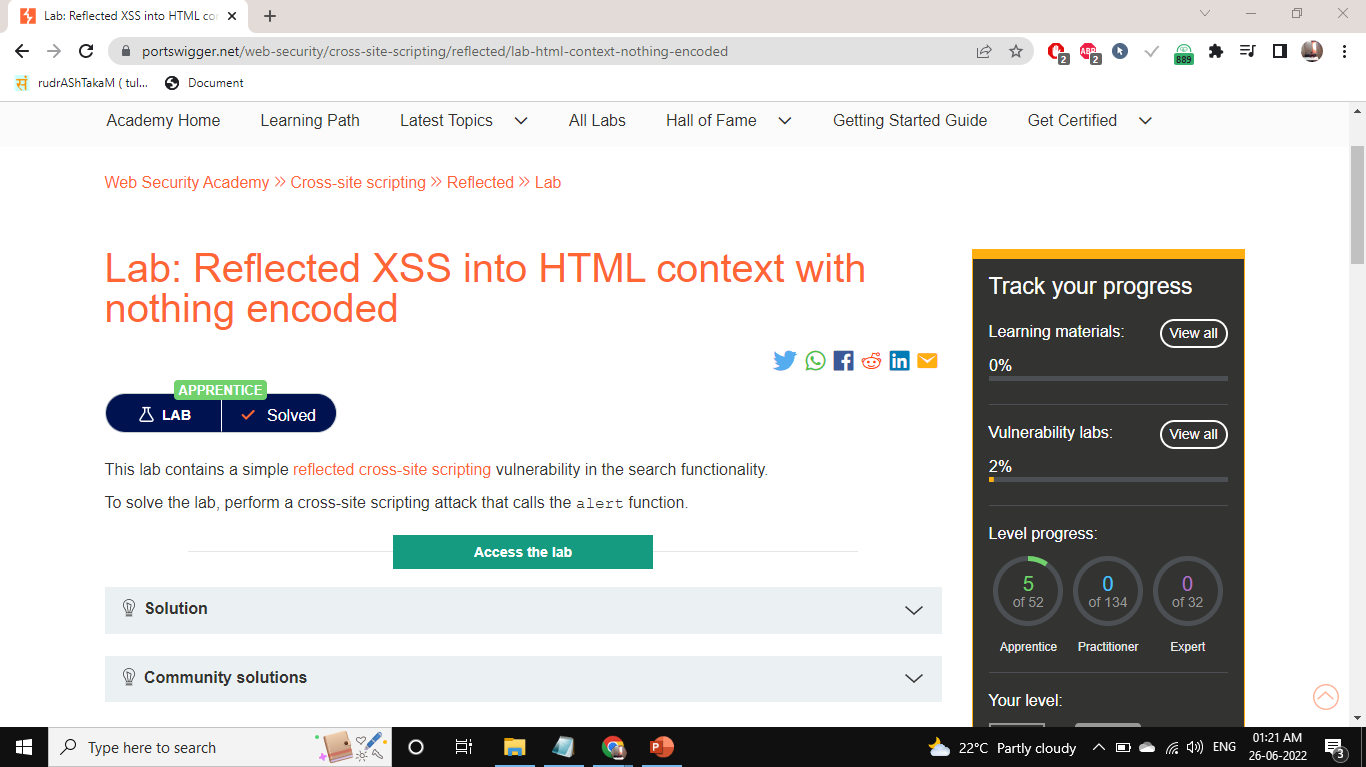 Lab: Reflected XSS into HTML cor
portswigger.net/web-security/cross-site-scripting/reflected/lab-html-context-nothing-encoded
2
ABP
2
889
सं rudrAShTakaM ( tul...
Document
Academy Home
Learning Path
Latest Topics
All Labs
Hall of Fame
Getting Started Guide
Get Certified
Web Security Academy » Cross-site scripting » Reflected » Lab
Lab: Reflected XSS into HTML context with
nothing encoded
APPRENTICE
LAB
Solved
This lab contains a simple reflected cross-site scripting vulnerability in the search functionality.
To solve the lab, perform a cross-site scripting attack that calls the alert function.
Access the lab
Solution
Community solutions
Track your progress
Learning materials:
View all
0%
Vulnerability labs:
View all
2%
Level progress:
5
of 52
0
of 134
0
of 32
Apprentice
Practitioner
Expert
Your level:
Type here to search
22°C Partly cloudy
ENG
01:21 AM
26-06-2022
3